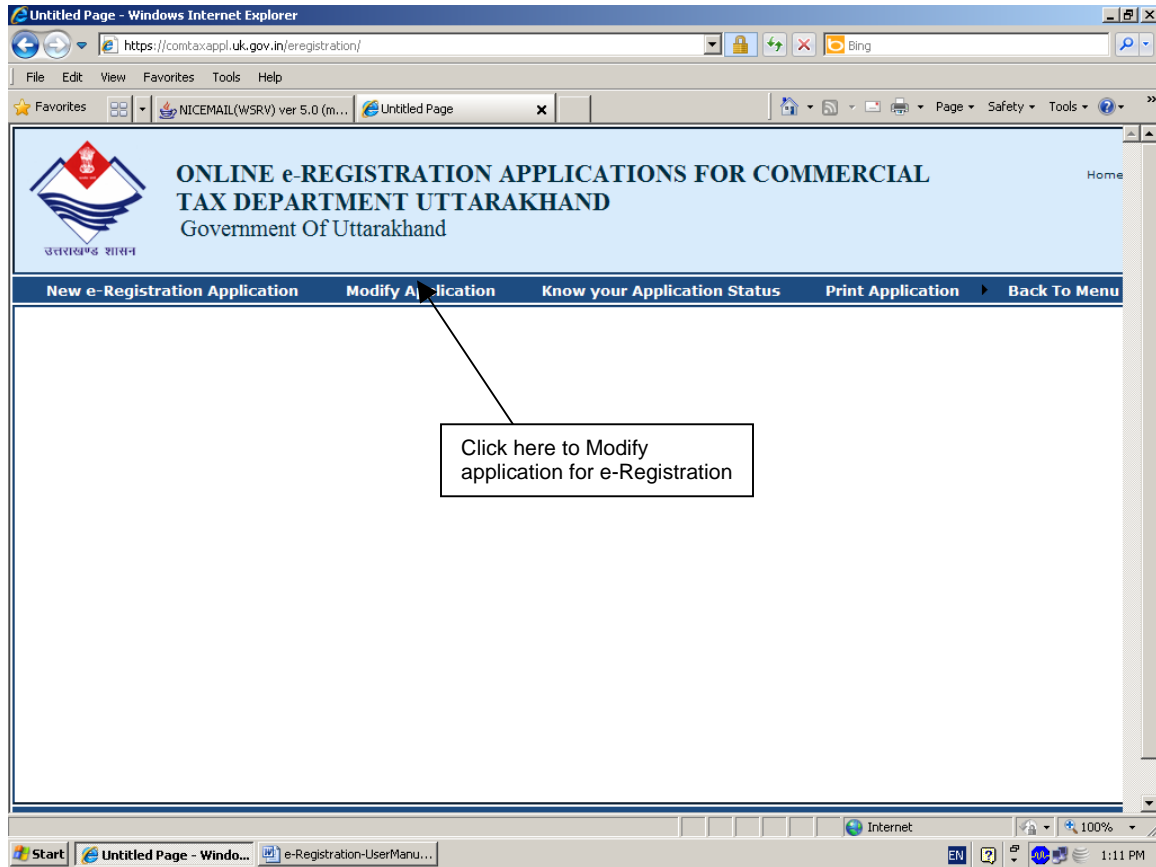 Untitled Page - Windows Internet Explorer
https://comtaxappl.uk.gov.in/eregistration/
Bing
File Edit View Favorites Tools Help
Favorites NICEMAIL(WSRV) ver 5.0 (m... Untitled Page Page Safety Tools »
ONLINE e-REGISTRATION APPLICATIONS FOR COMMERCIAL
TAX DEPARTMENT UTTARAKHAND
Government Of Uttarakhand
Home
उत्तराखण्ड शासन
New e-Registration Application Modify Application Know your Application Status Print Application Back To Menu
Click here to Modify
application for e-Registration
Internet 100%
Start Untitled Page - Windo... e-Registration-UserManu... EN 1:11 PM